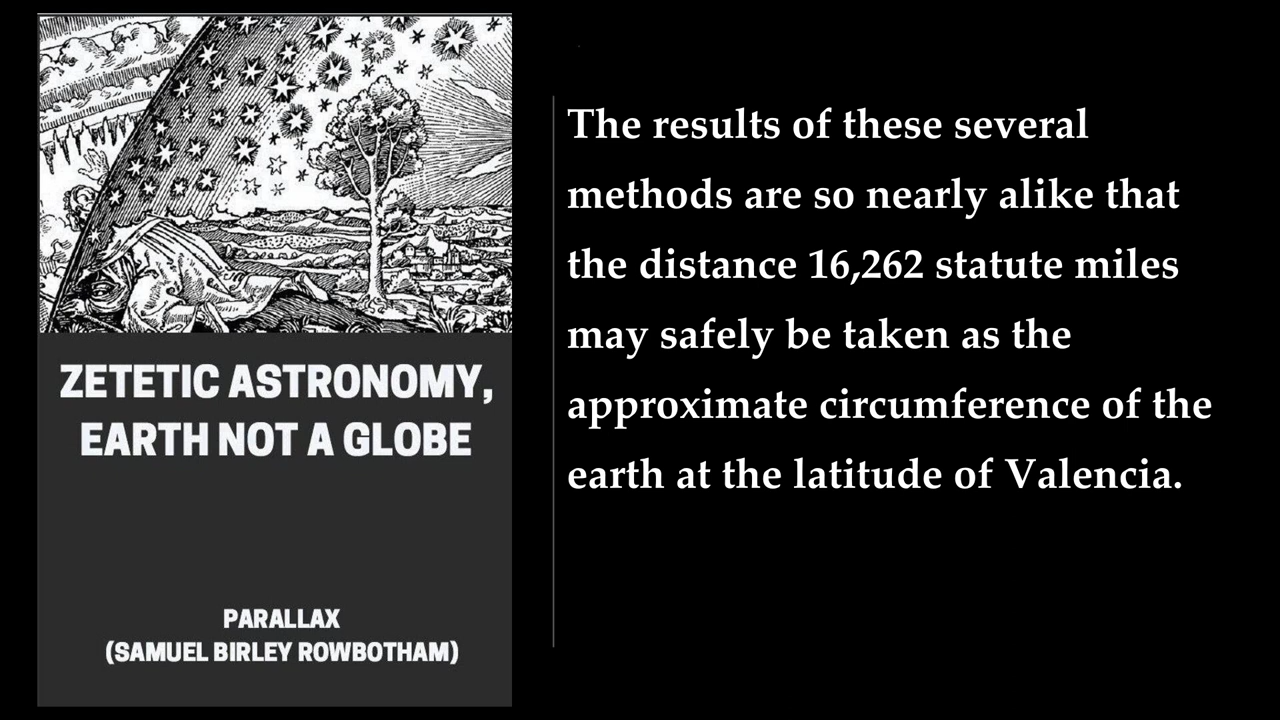 ZETETIC ASTRONOMY,
EARTH NOT A GLOBE
PARALLAX
(SAMUEL BIRLEY ROWBOTHAM)
The results of these several
methods are so nearly alike that
the distance 16,262 statute miles
may safely be taken as the
approximate circumference of the
earth at the latitude of Valencia.